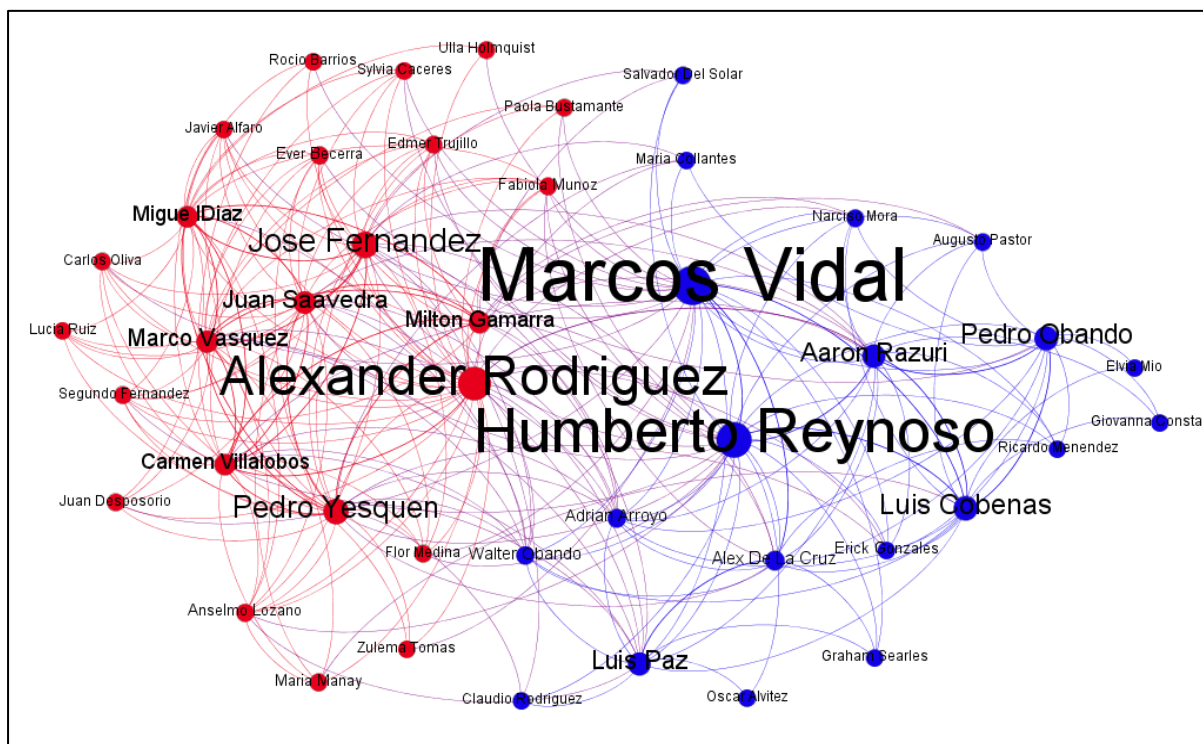 Ulla Holmquist
Rocio Barrios
Sylvia Caceres
Salvador Del Solar
Paola Bustamante
Javier Alfaro
Edmer Trujillo
Ever Becerra
Maria Collantes
Fabiola Munoz
Migue lDiaz
Narciso Mora
Jose Fernandez
Augusto Pastor
Carlos Oliva
Marcos Vidal
Juan Saavedra
Milton Gamarra
Lucia Ruiz
Marco Vasquez
Pedro Obando
Aaron Razuri
Elvia Mio
Alexander Rodriguez
Segundo Fernandez
Giovanna Consta
Humberto Reynoso
Ricardo Menendez
Carmen Villalobos
Juan Desposorio
Pedro Yesquen
Luis Cobenas
Adrian Arroyo
Erick Gonzales
Flor Medina
Walter Obando
Alex De La Cruz
Anselmo Lozano
Zulema Tomas
Graham Searles
Luis Paz
Maria Manay
Claudio Rodriguez
Oscar Alvitez